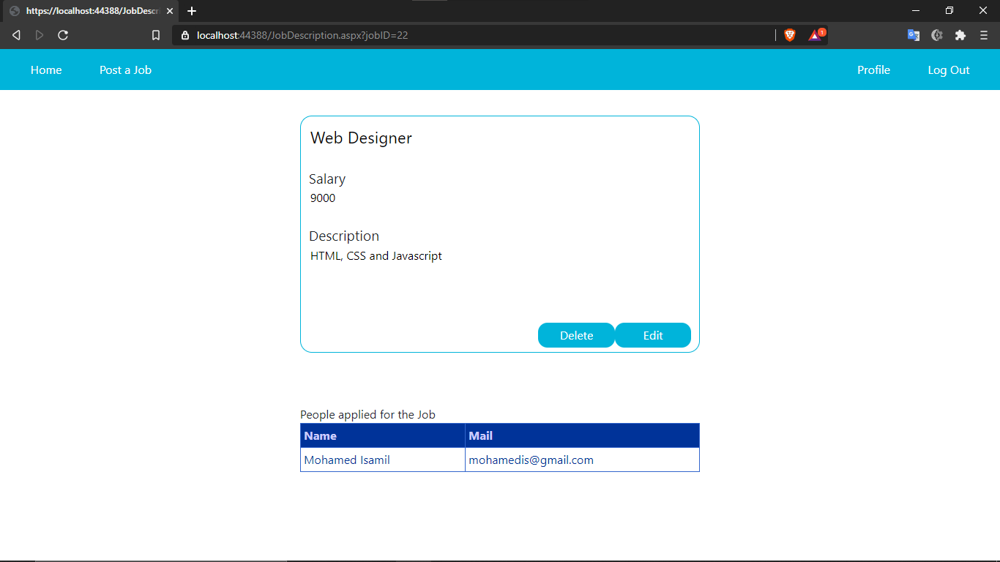 https://localhost:44388/JobDescri
localhost:44388/JobDescription.aspx?jobID=22
1
Home Post a Job Profile Log Out
Web Designer
Salary
9000
Description
HTML, CSS and Javascript
Delete Edit
People applied for the Job
Name Mail
Mohamed Isamil mohamedis@gmail.com